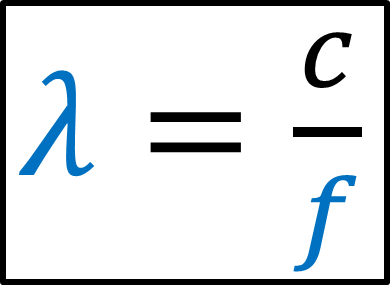 λ = c/f